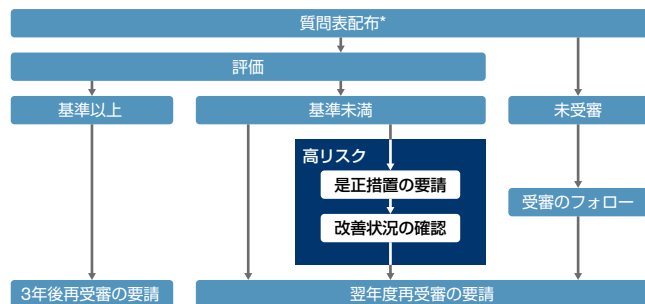 質問表配布*
評価
基準以上
基準未満
未受審
高リスク
是正措置の要請
受審のフォロー
改善状況の確認
3年後再受審の要請
翌年度再受審の要請